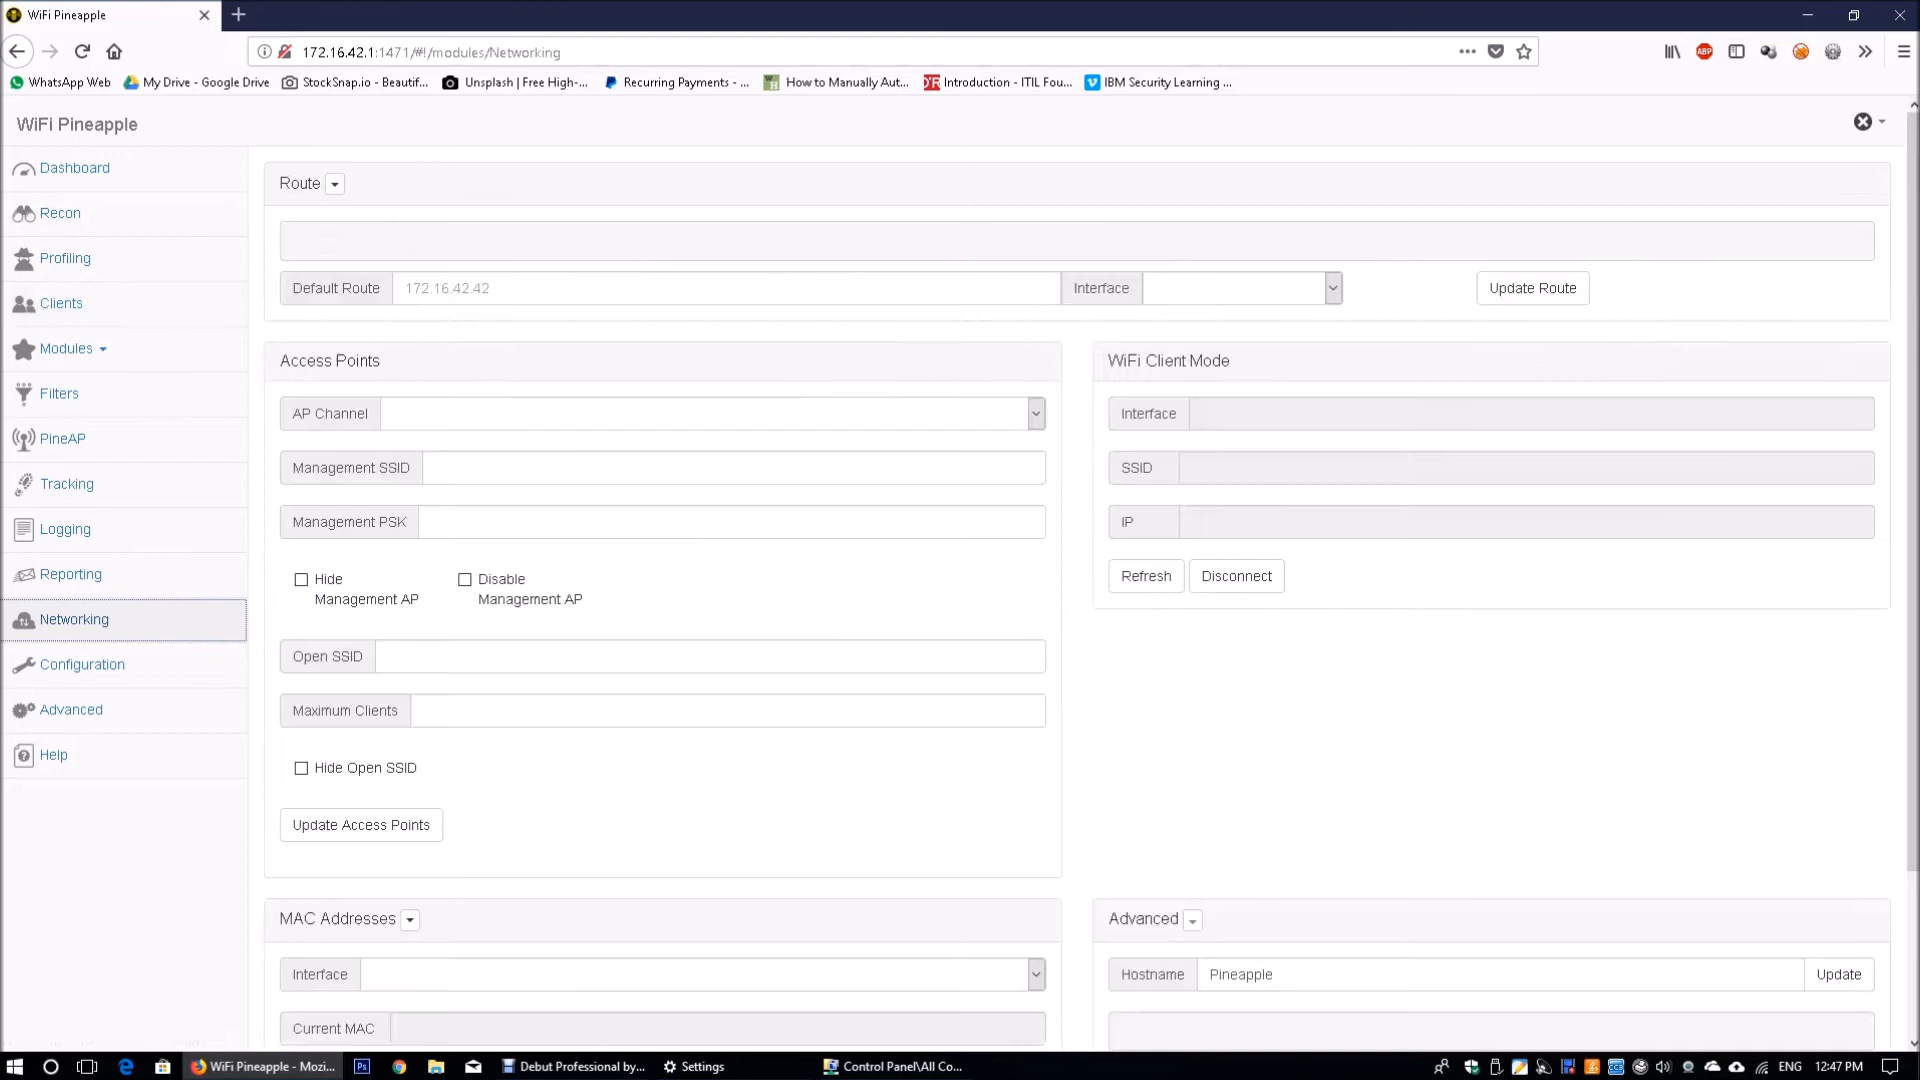 WiFi Pineapple
172.16.42.1:1471/#!/modules/Networking
WhatsApp Web
My Drive - Google Drive
StockSnap.io - Beautif...
Unsplash | Free High-...
Recurring Payments - ...
How to Manually Aut...
Introduction - ITIL Fou...
IBM Security Learning ...
WiFi Pineapple
Dashboard
Recon
Profiling
Clients
Modules
Filters
PineAP
Tracking
Logging
Reporting
Networking
Configuration
Advanced
Help
Route
Default Route
172.16.42.42
Interface
Update Route
Access Points
AP Channel
Management SSID
Management PSK
Hide
Management AP
Disable
Management AP
Open SSID
Maximum Clients
Hide Open SSID
Update Access Points
WiFi Client Mode
Interface
SSID
IP
Refresh
Disconnect
MAC Addresses
Interface
Current MAC
Advanced
Hostname
Pineapple
Update
WiFi Pineapple - Mozi...
Debut Professional by...
Settings
Control Panel\All Co...
ENG
12:47 PM